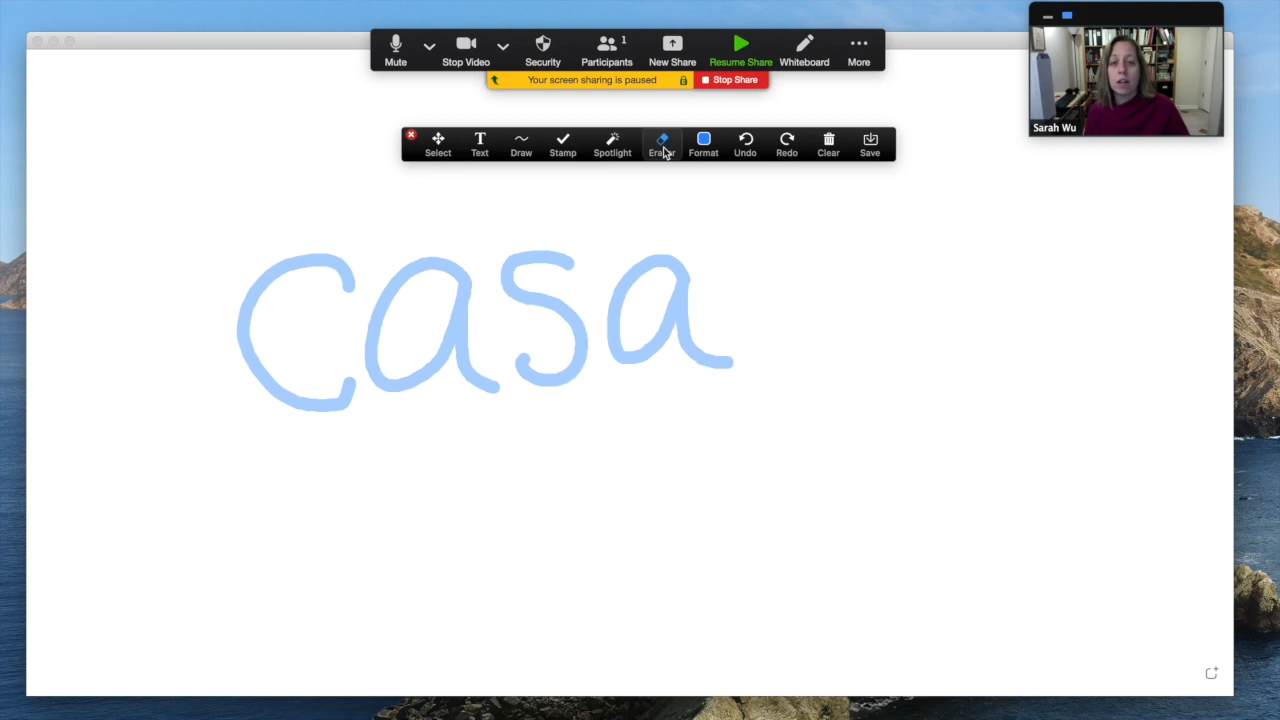 Mute
Stop Video
Security
Participants 1
New Share
Resume Share
Whiteboard
More
Your screen sharing is paused
Stop Share
Sarah Wu
Select
Text
Draw
Stamp
Spotlight
Format
Undo
Redo
Clear
Save
casa